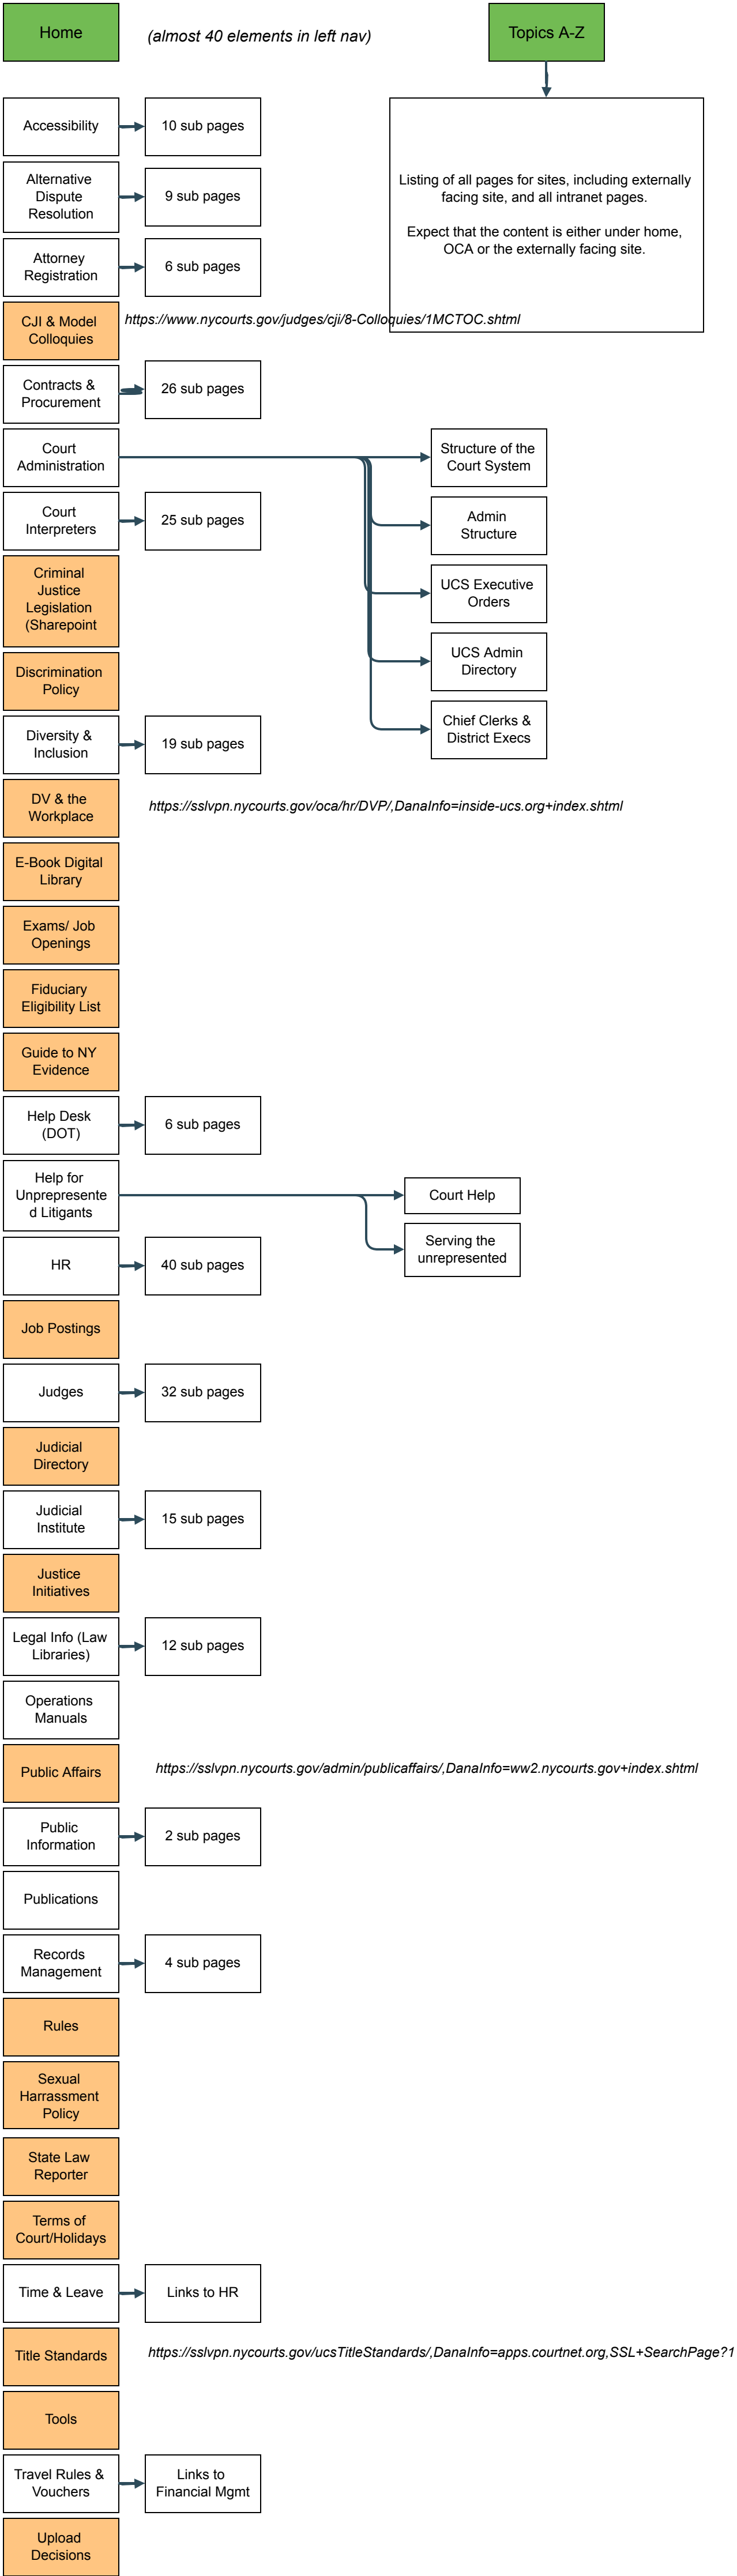 Home
(almost 40 elements in left nav)
Topics A-Z
Accessibility
10 sub pages
Listing of all pages for sites, including externally
facing site, and all intranet pages.
Expect that the content is either under home,
OCA or the externally facing site.
Alternative
Dispute
Resolution
9 sub pages
Attorney
Registration
6 sub pages
CJI & Model
Colloquies
https://www.nycourts.gov/judges/cji/8-Colloquies/1MCTOC.shtml
Contracts &
Procurement
26 sub pages
Court
Administration
Structure of the
Court System
Admin
Structure
UCS Executive
Orders
UCS Admin
Directory
Chief Clerks &
District Execs
Court
Interpreters
25 sub pages
Criminal
Justice
Legislation
(Sharepoint
Discrimination
Policy
Diversity &
Inclusion
19 sub pages
DV & the
Workplace
https://sslvpn.nycourts.gov/oca/hr/DVP/,DanaInfo=inside-ucs.org+index.shtml
E-Book Digital
Library
Exams/ Job
Openings
Fiduciary
Eligibility List
Guide to NY
Evidence
Help Desk
(DOT)
6 sub pages
Help for
Unpresente
d Litigants
Court Help
Serving the
unrepresented
HR
40 sub pages
Job Postings
Judges
32 sub pages
Judicial
Directory
Judicial
Institute
15 sub pages
Justice
Initiatives
Legal Info (Law
Libraries)
12 sub pages
Operations
Manuals
Public Affairs
https://sslvpn.nycourts.gov/admin/publicaffairs/,DanaInfo=ww2.nycourts.gov+index.shtml
Public
Information
2 sub pages
Publications
Records
Management
4 sub pages
Rules
Sexual
Harrassment
Policy
State Law
Reporter
Terms of
Court/Holidays
Time & Leave
Links to HR
Title Standards
https://sslvpn.nycourts.gov/ucsTitleStandards/,DanaInfo=apps.courtnet.org,SSL+SearchPage?1
Tools
Travel Rules &
Vouchers
Links to
Financial Mgmt
Upload
Decisions